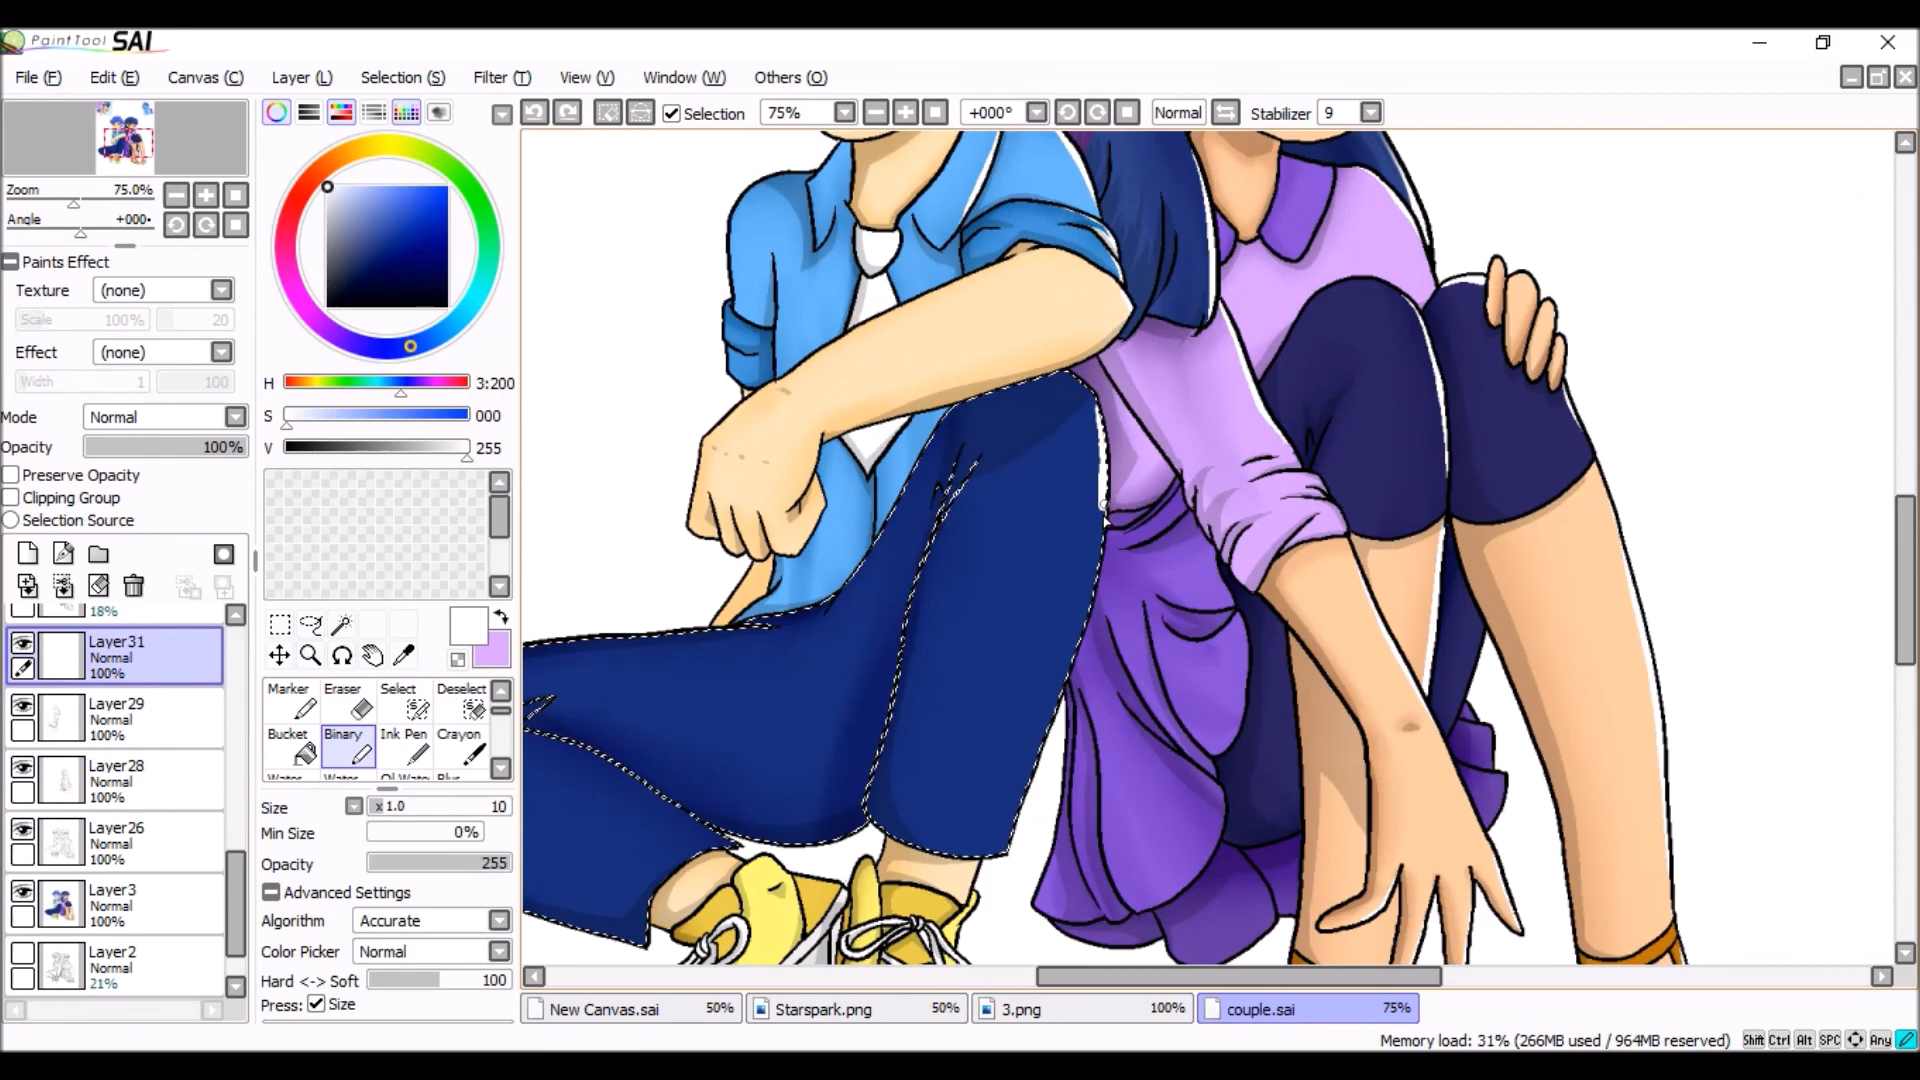 PaintTool SAI
File (F) Edit (E) Canvas (C) Layer (L) Selection (S) Filter (T) View (V) Window (W) Others (O)
Selection 75% +000° Normal Stabilizer 9
Zoom 75.0%
Angle +000
Paints Effect
Texture (none)
Scale 100% 20
Effect (none)
Width 1 100
Mode Normal
Opacity 100%
Preserve Opacity
Clipping Group
Selection Source
18%
Layer31
Normal
100%
Layer29
Normal
100%
Layer28
Normal
100%
Layer26
Normal
100%
Layer3
Normal
100%
Layer2
Normal
21%
H 3:200
S 000
V 255
Marker Eraser Select Deselect
Bucket Binary Ink Pen Crayon
Size x 1.0 10
Min Size 0%
Opacity 255
Advanced Settings
Algorithm Accurate
Color Picker Normal
Hard <-> Soft 100
Press: Size
New Canvas.sai 50% Starspark.png 50% 3.png 100% couple.sai 75%
Memory load: 31% (266MB used / 964MB reserved) Shift Ctrl Alt SPC Any